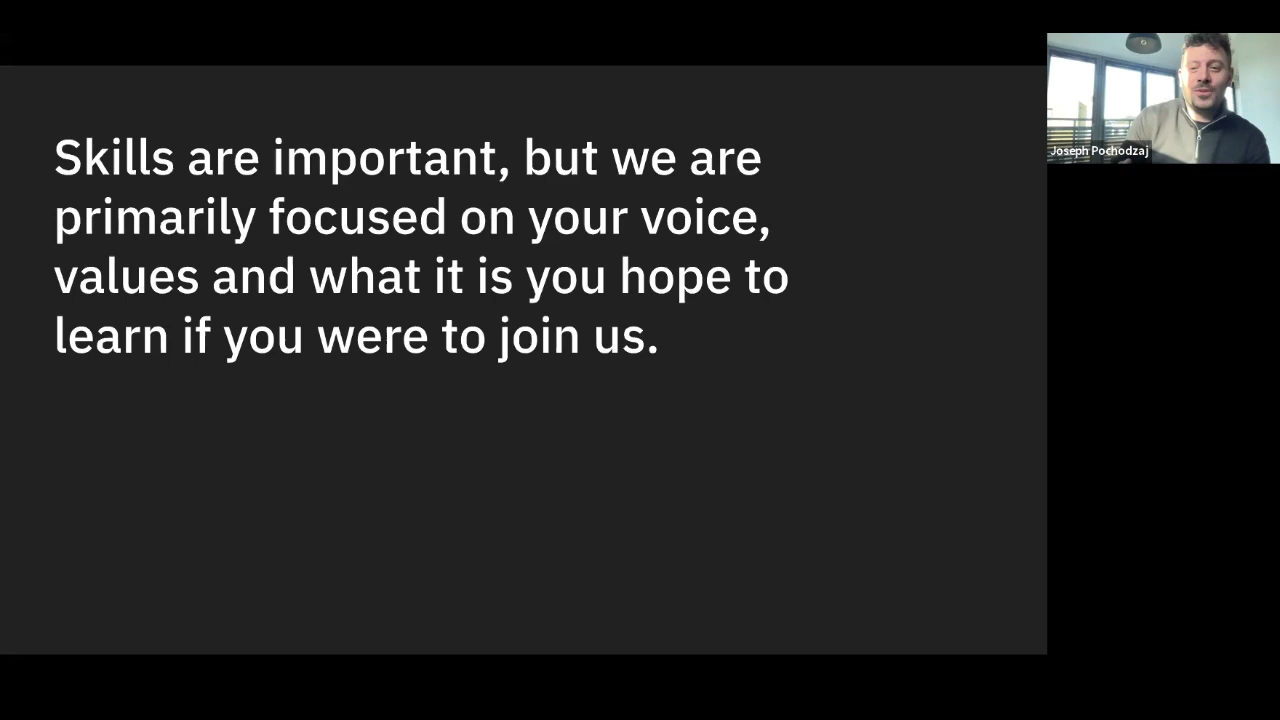 Skills are important, but we are
primarily focused on your voice,
values and what it is you hope to
learn if you were to join us.
Joseph Pochodzaj